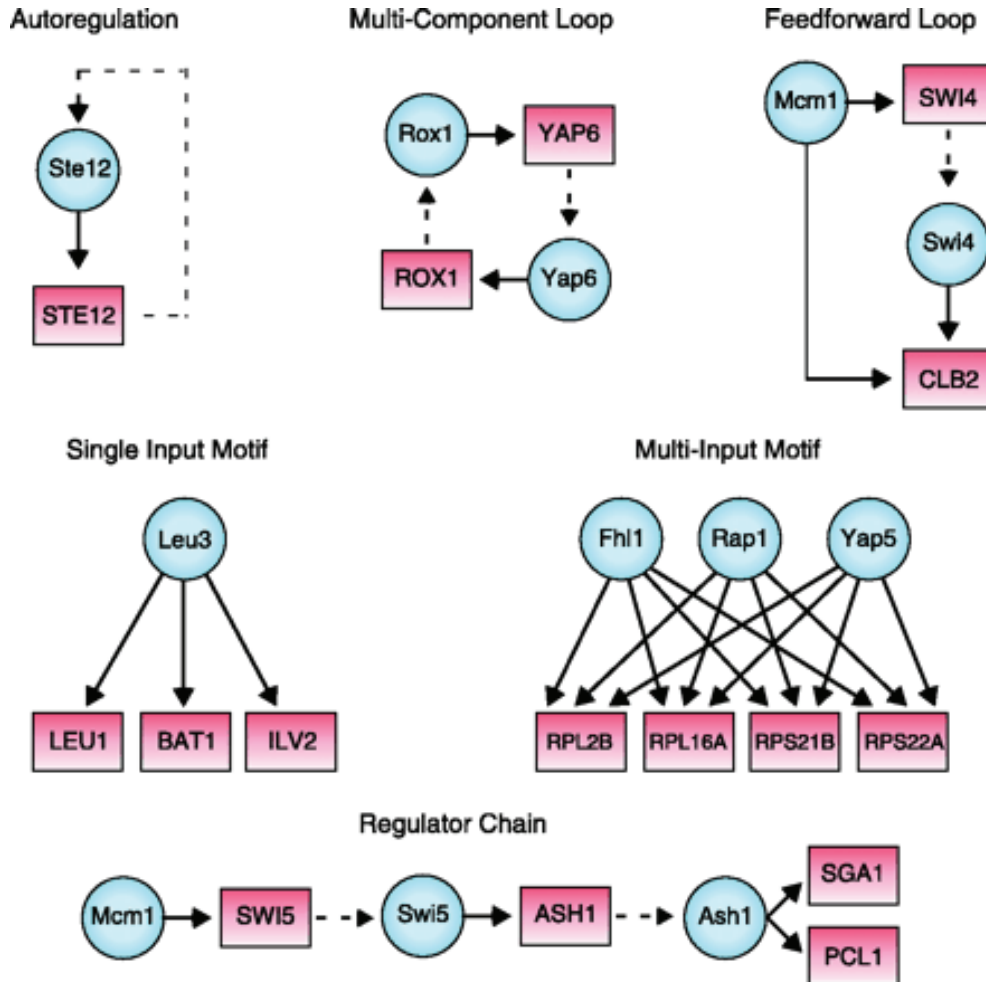 Autoregulation
Multi-Component Loop
Feedforward Loop
Ste12
STE12
Rox1
YAP6
ROX1
Yap6
Mcm1
SWI4
Swi4
CLB2
Single Input Motif
Multi-Input Motif
Leu3
LEU1
BAT1
ILV2
Fhl1
Rap1
Yap5
RPL2B
RPL16A
RPS21B
RPS22A
Regulator Chain
Mcm1
SWI5
Swi5
ASH1
Ash1
SGA1
PCL1